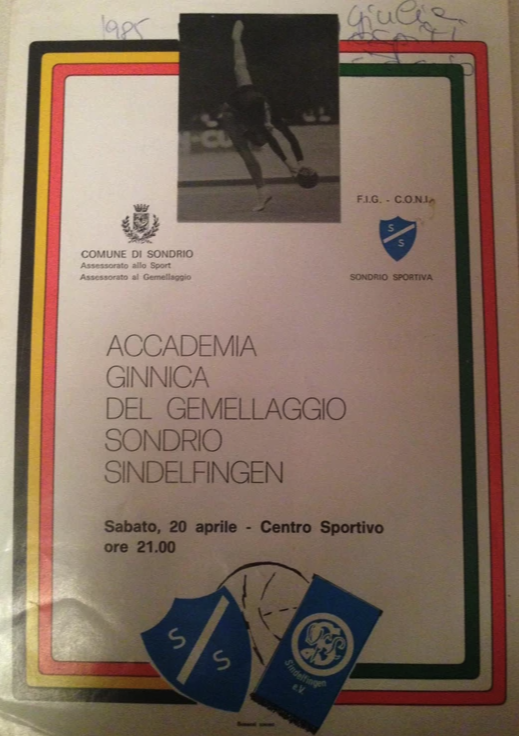 1985
Giulia
F.I.G. - C.O.N.I.
COMUNE DI SONDRIO
Assessorato allo Sport
Assessorato al Gemellaggio
S
S
SONDRIO SPORTIVA
ACCADEMIA
GINNICA
DEL GEMELLAGGIO
SONDRIO
SINDELFINGEN
Sabato, 20 aprile - Centro Sportivo
ore 21.00
S
S
Sindelfingen
e.V.